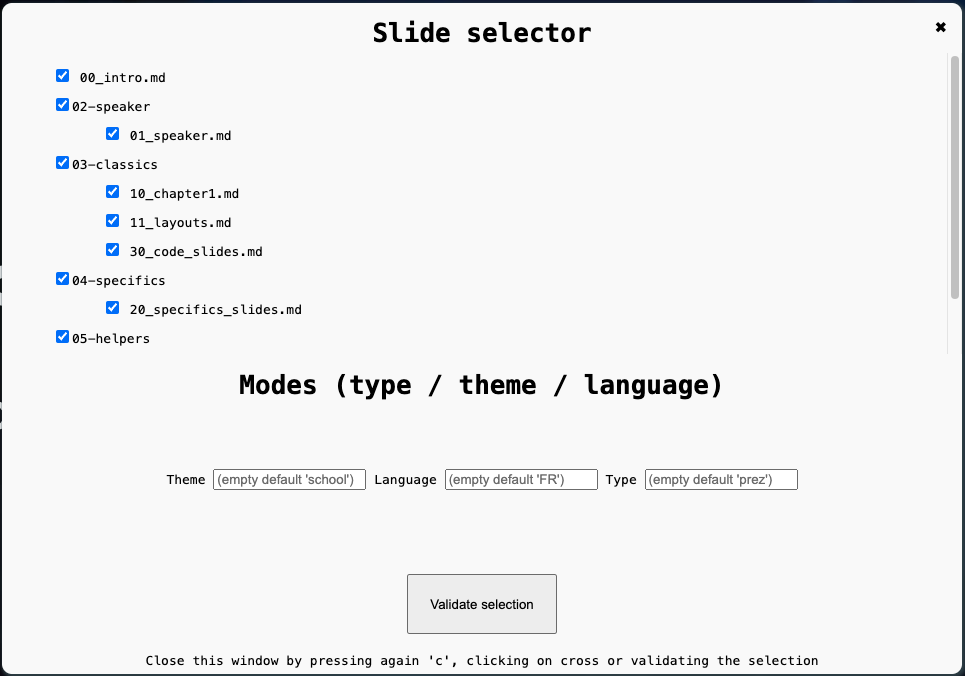 Slide selector
✖
00_intro.md
02-speaker
01_speaker.md
03-classics
10_chapter1.md
11_layouts.md
30_code_slides.md
04-specifics
20_specifics_slides.md
05-helpers
Modes (type / theme / language)
Theme (empty default 'school') Language (empty default 'FR') Type (empty default 'prez')
Validate selection
Close this window by pressing again 'c', clicking on cross or validating the selection